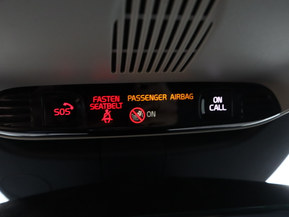 SOS
FASTEN
SEATBELT
PASSENGER AIRBAG
ON
ON
CALL